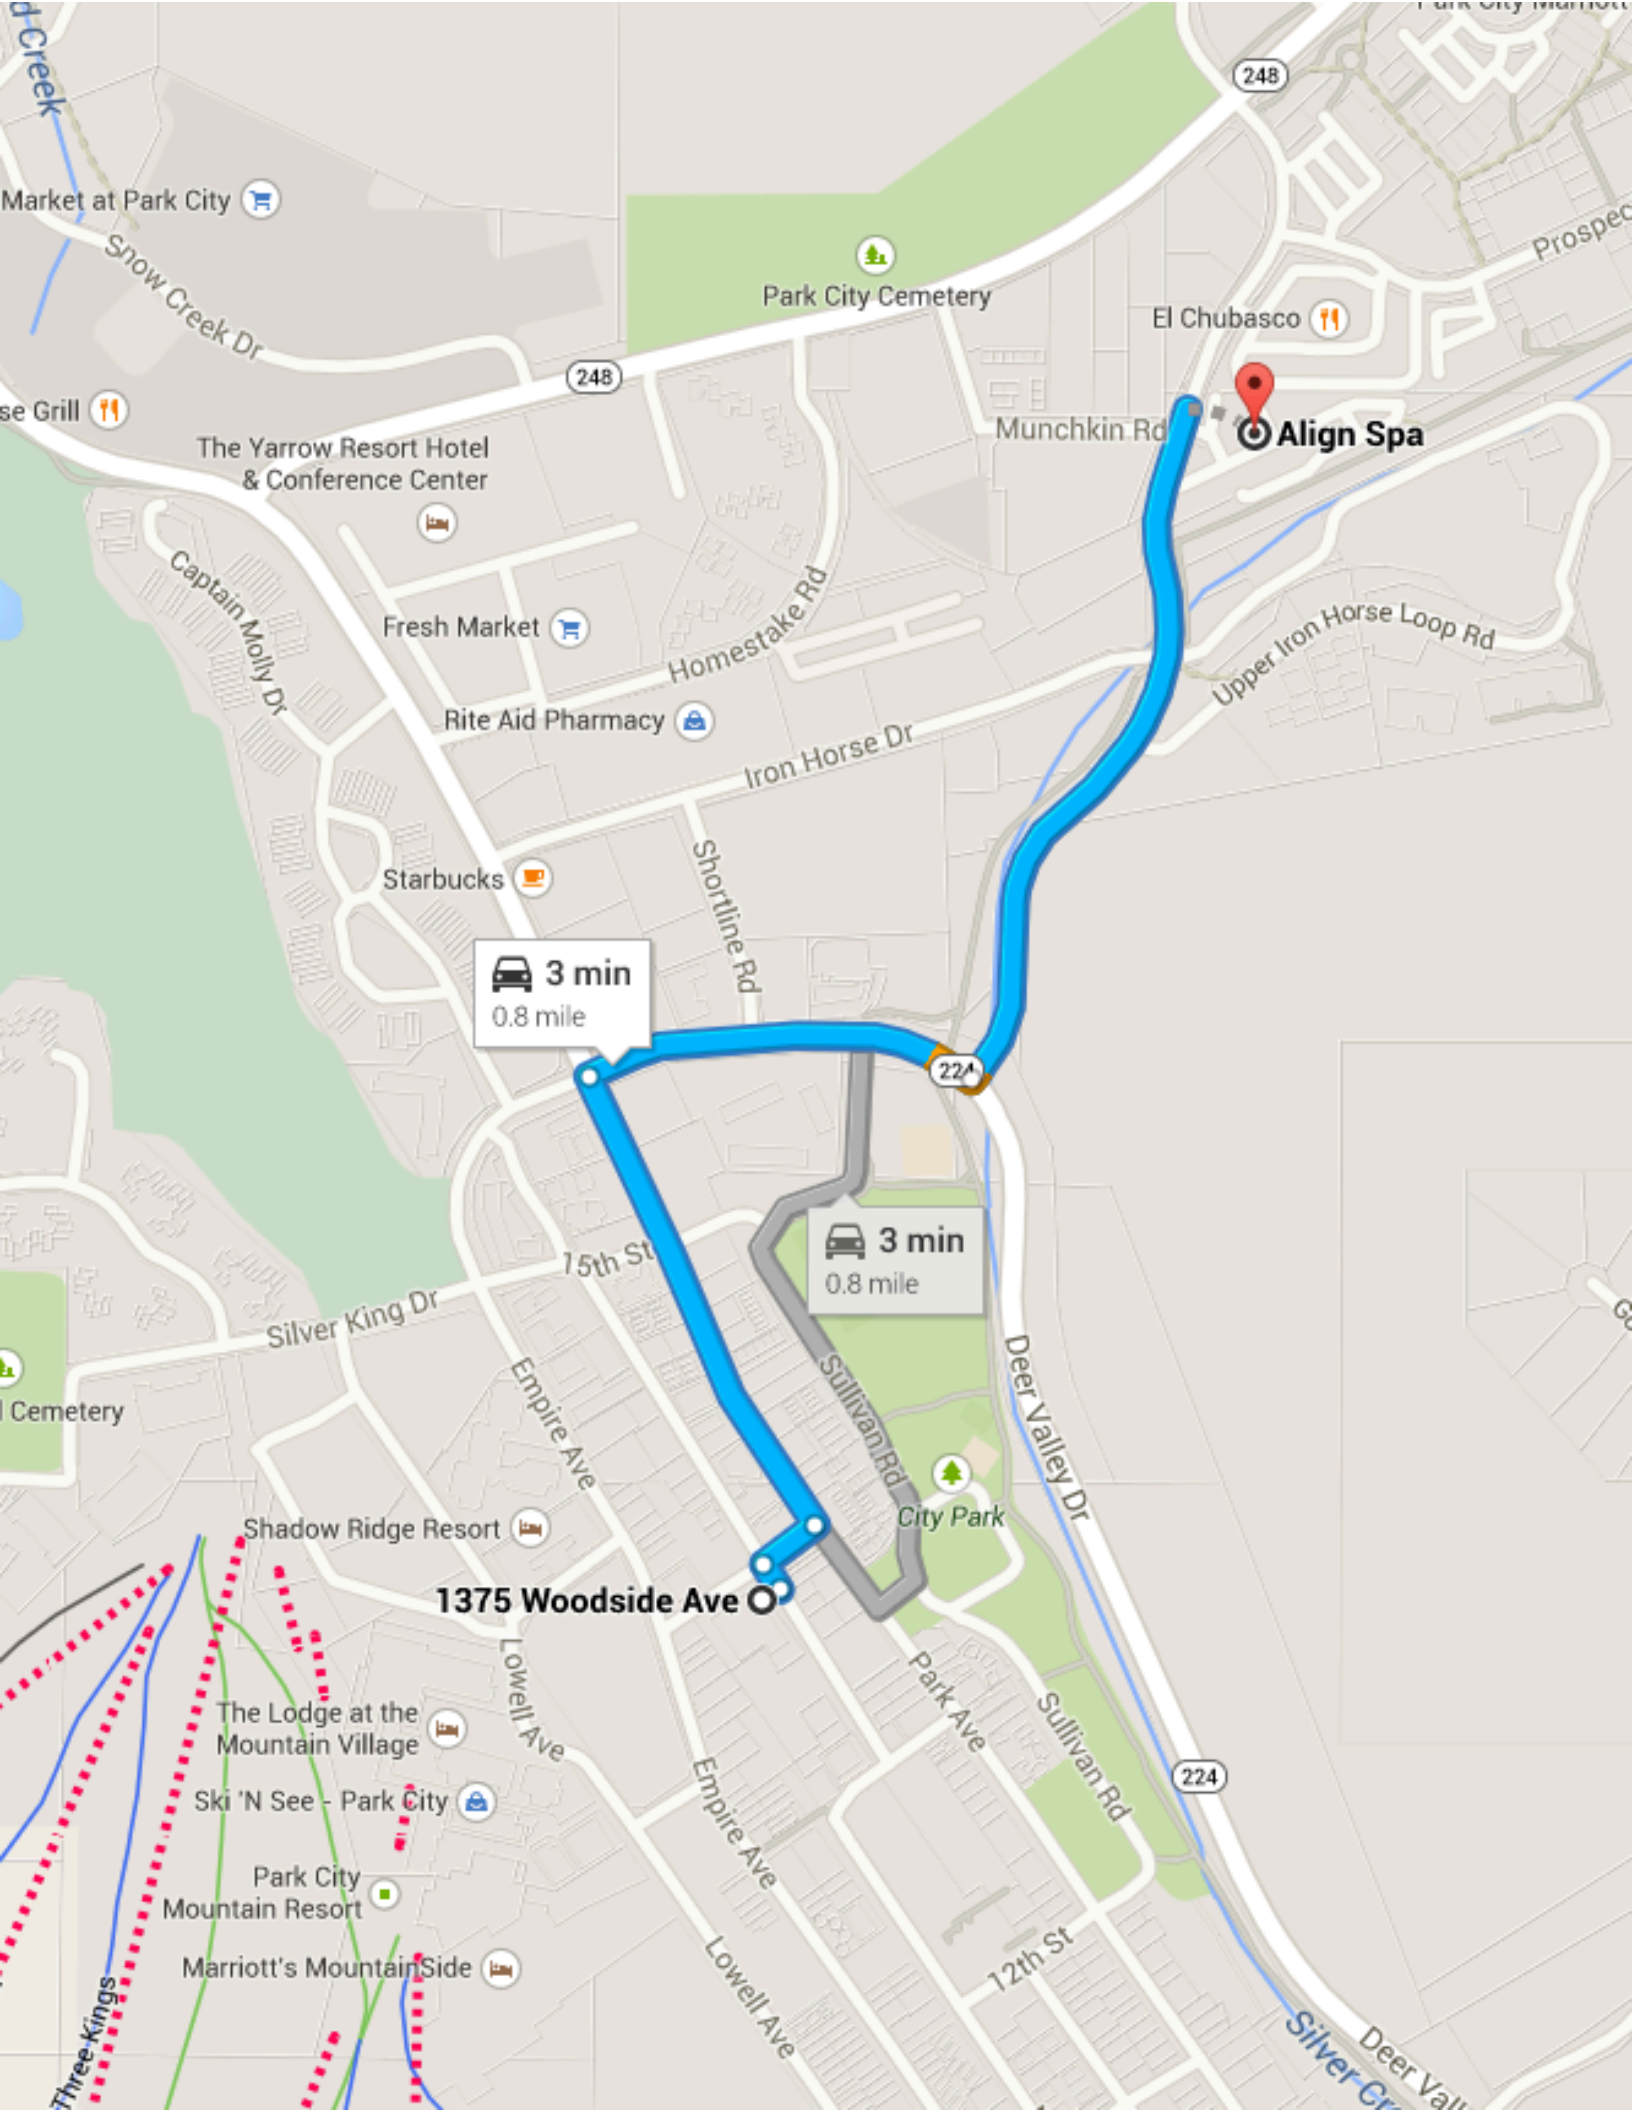 Park City Marriott
248
d Creek
Market at Park City
Snow Creek Dr
Prospec
Park City Cemetery
El Chubasco
248
se Grill
Munchkin Rd
Align Spa
The Yarrow Resort Hotel
& Conference Center
Captain Molly Dr
Fresh Market
Homestake Rd
Upper Iron Horse Loop Rd
Rite Aid Pharmacy
Iron Horse Dr
Starbucks
Shortline Rd
3 min
0.8 mile
224
3 min
0.8 mile
15th St
Silver King Dr
Empire Ave
Sullivan Rd
Deer Valley Dr
l Cemetery
City Park
Shadow Ridge Resort
1375 Woodside Ave
Lowell Ave
Park Ave
Sullivan Rd
The Lodge at the
Mountain Village
224
Ski 'N See - Park City
Empire Ave
Park City
Mountain Resort
12th St
Marriott's MountainSide
Lowell Ave
Three Kings
Silver Cr
Deer Vall